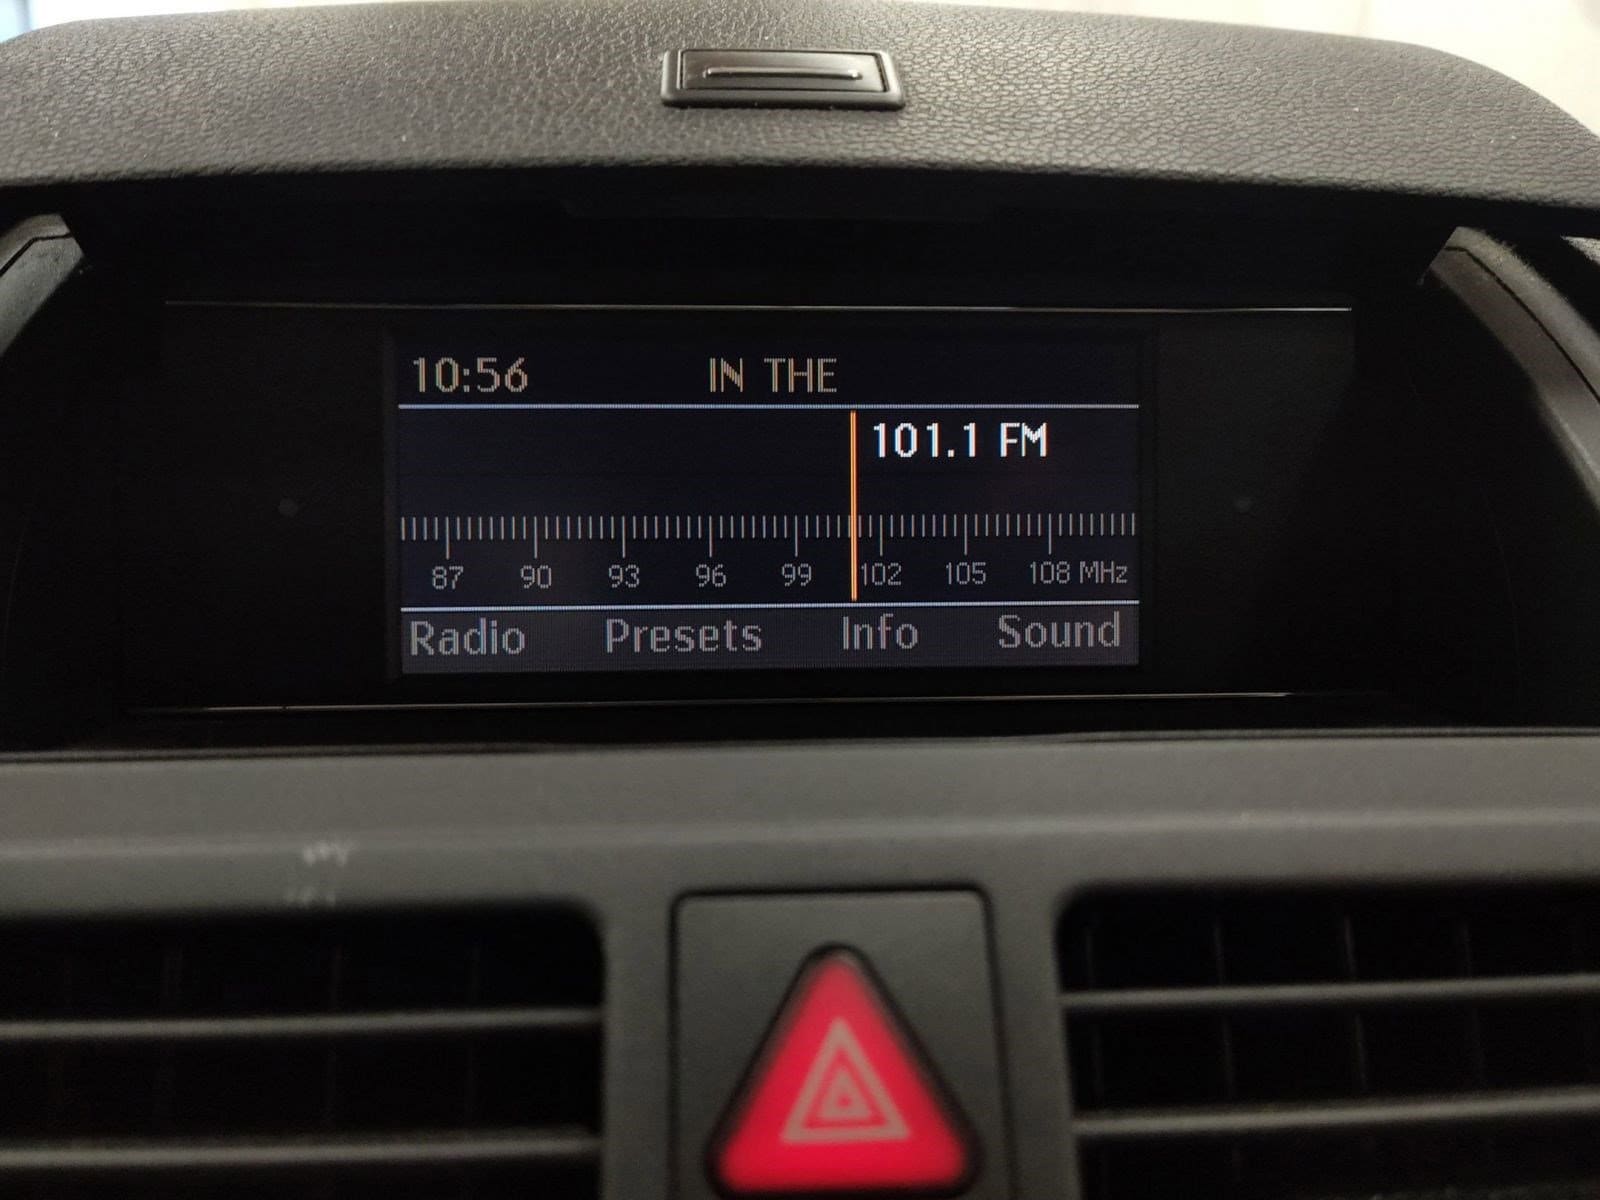 10:56 IN THE
101.1 FM
87 90 93 96 99 102 105 108 MHz
Radio Presets Info Sound